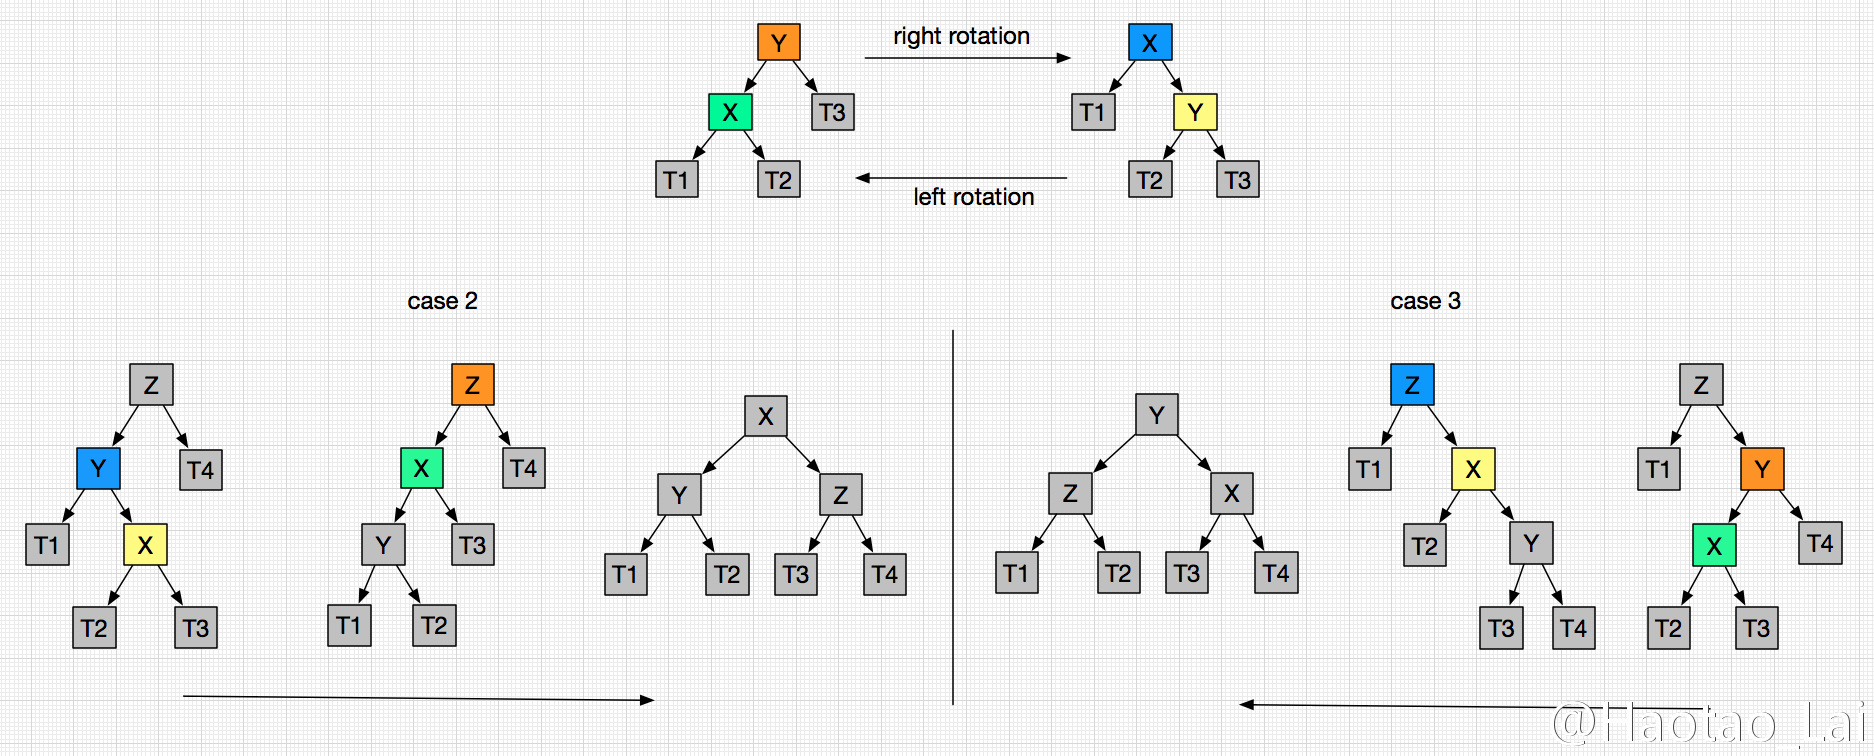 Y right rotation X
X T3 T1 Y
T1 T2 left rotation T2 T3
case 2 case 3
Z Z X Y Z Z
Y T4 X T4 Y Z Z X T1 X T1 Y
T1 X Y T3 T1 T2 T3 T4 T1 T2 T3 T4 T2 Y X T4
T2 T3 T1 T2 T3 T4 T2 T3
@Haotao_Lai